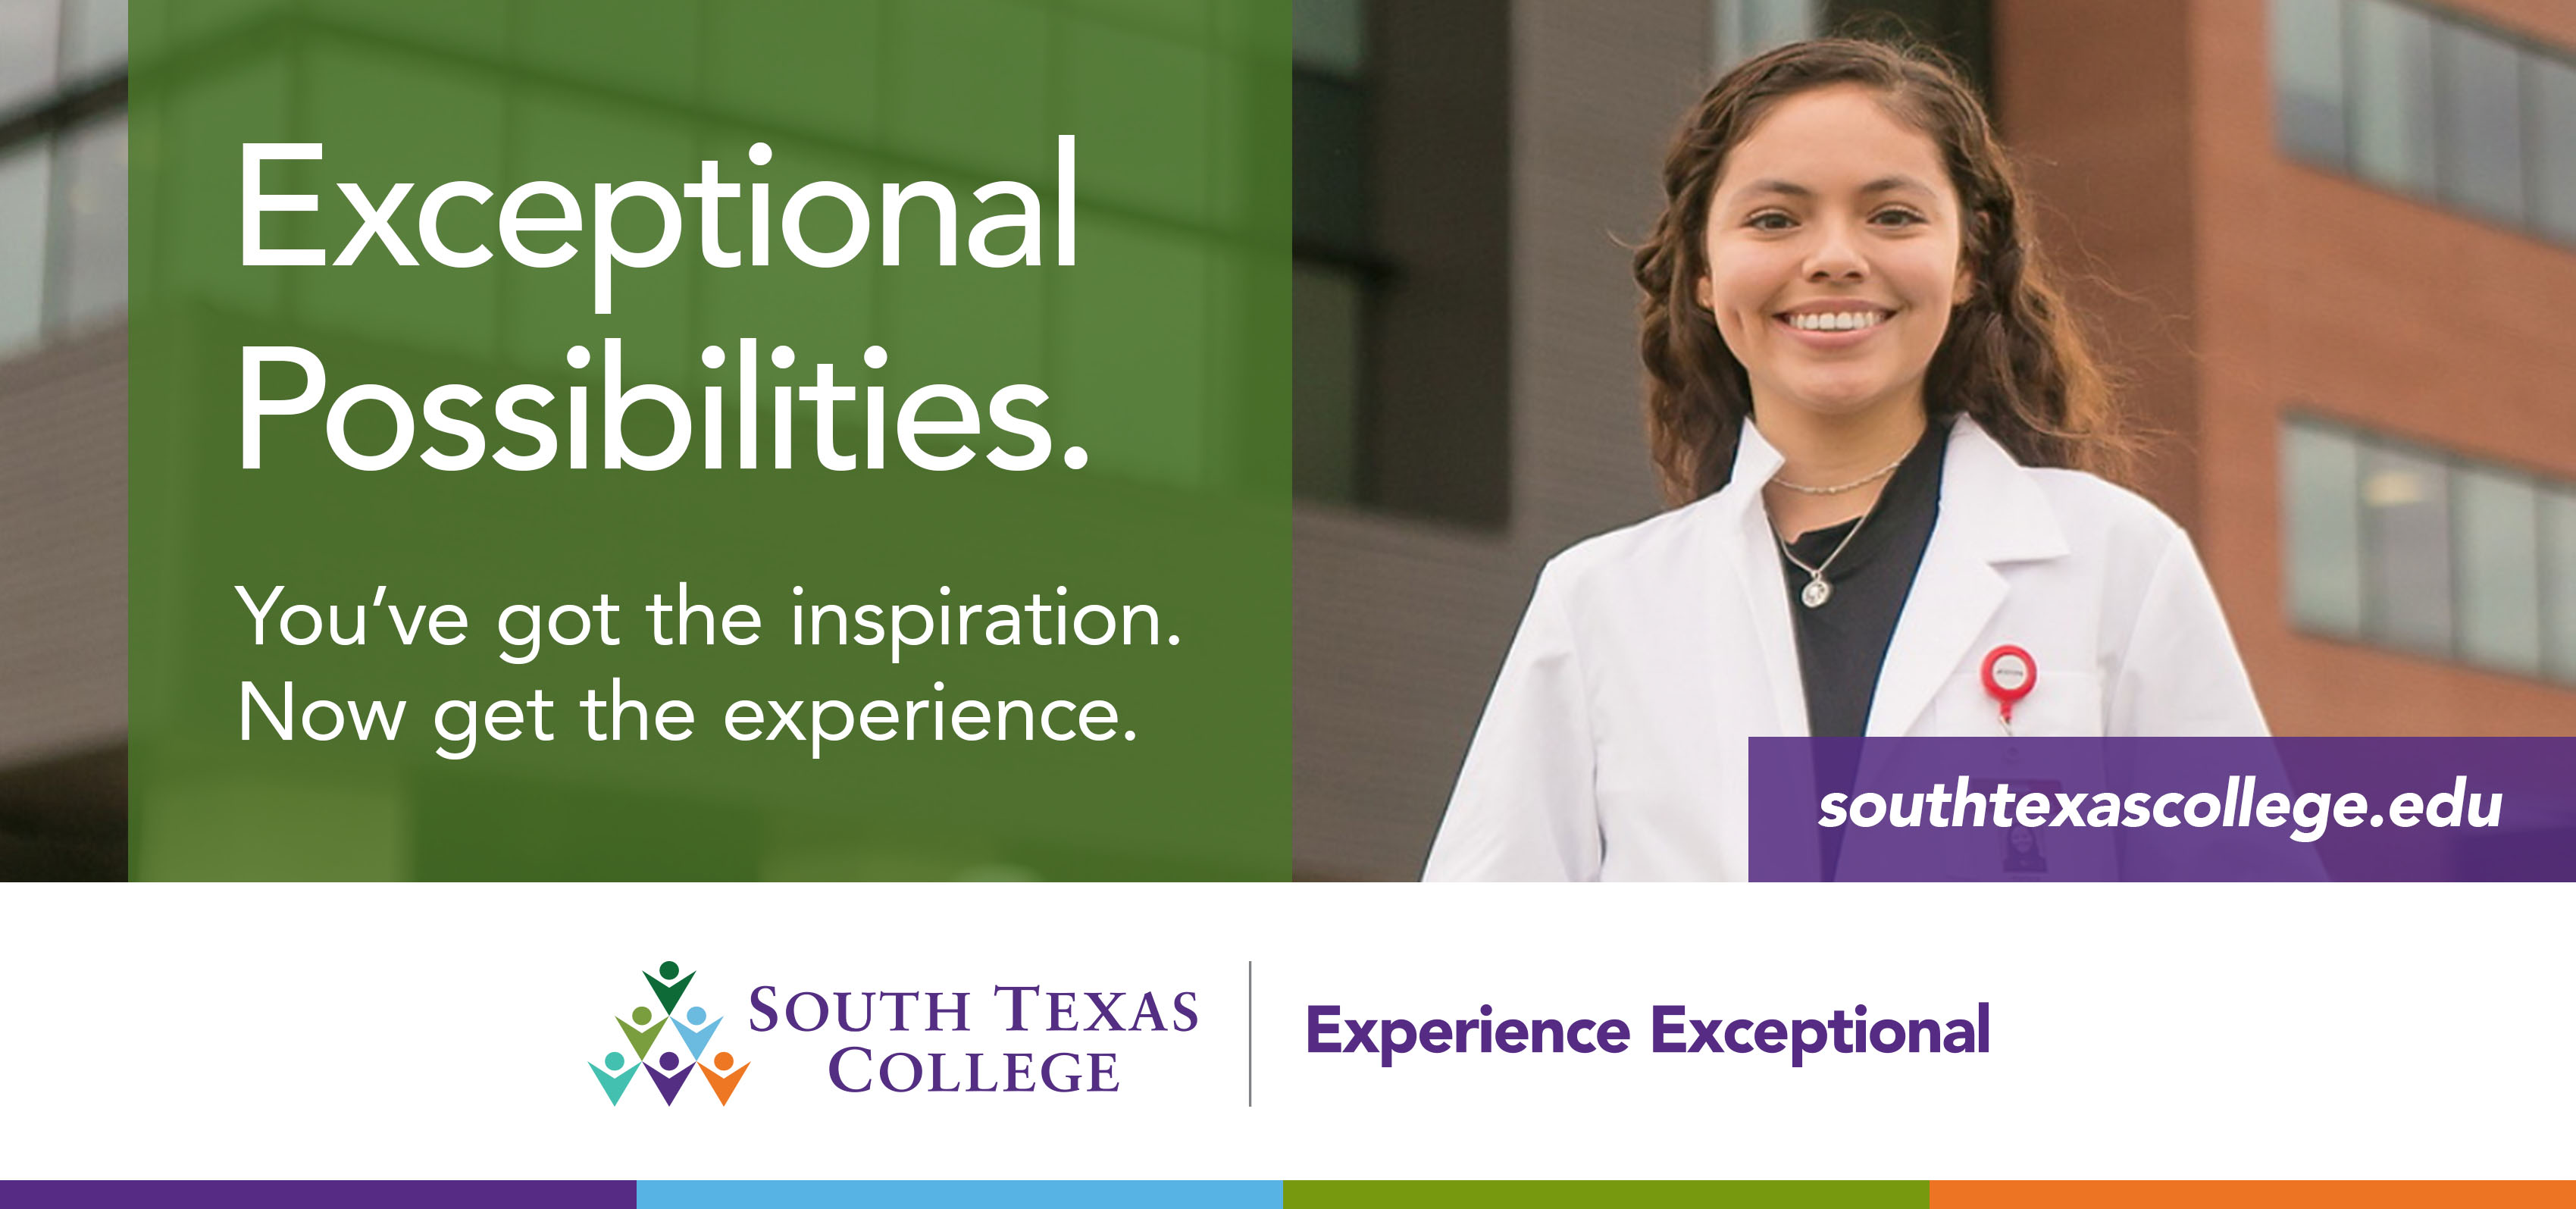 Exceptional
Possibilities.
You’ve got the inspiration.
Now get the experience.
southtexascollege.edu
SOUTH TEXAS
COLLEGE
Experience Exceptional